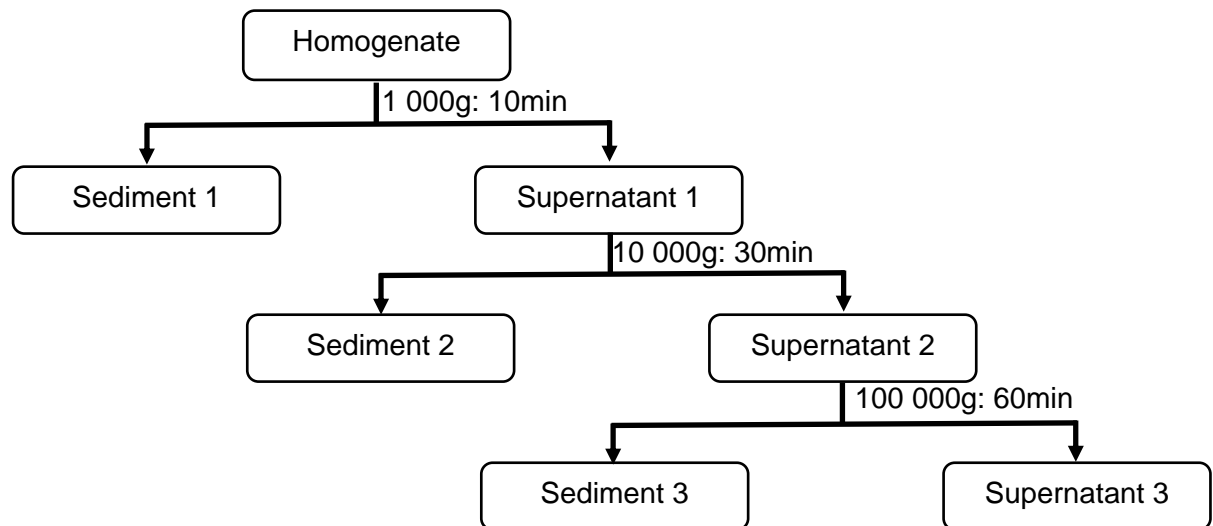 Homogenate
1 000g: 10min
Sediment 1
Supernatant 1
10 000g: 30min
Sediment 2
Supernatant 2
100 000g: 60min
Sediment 3
Supernatant 3